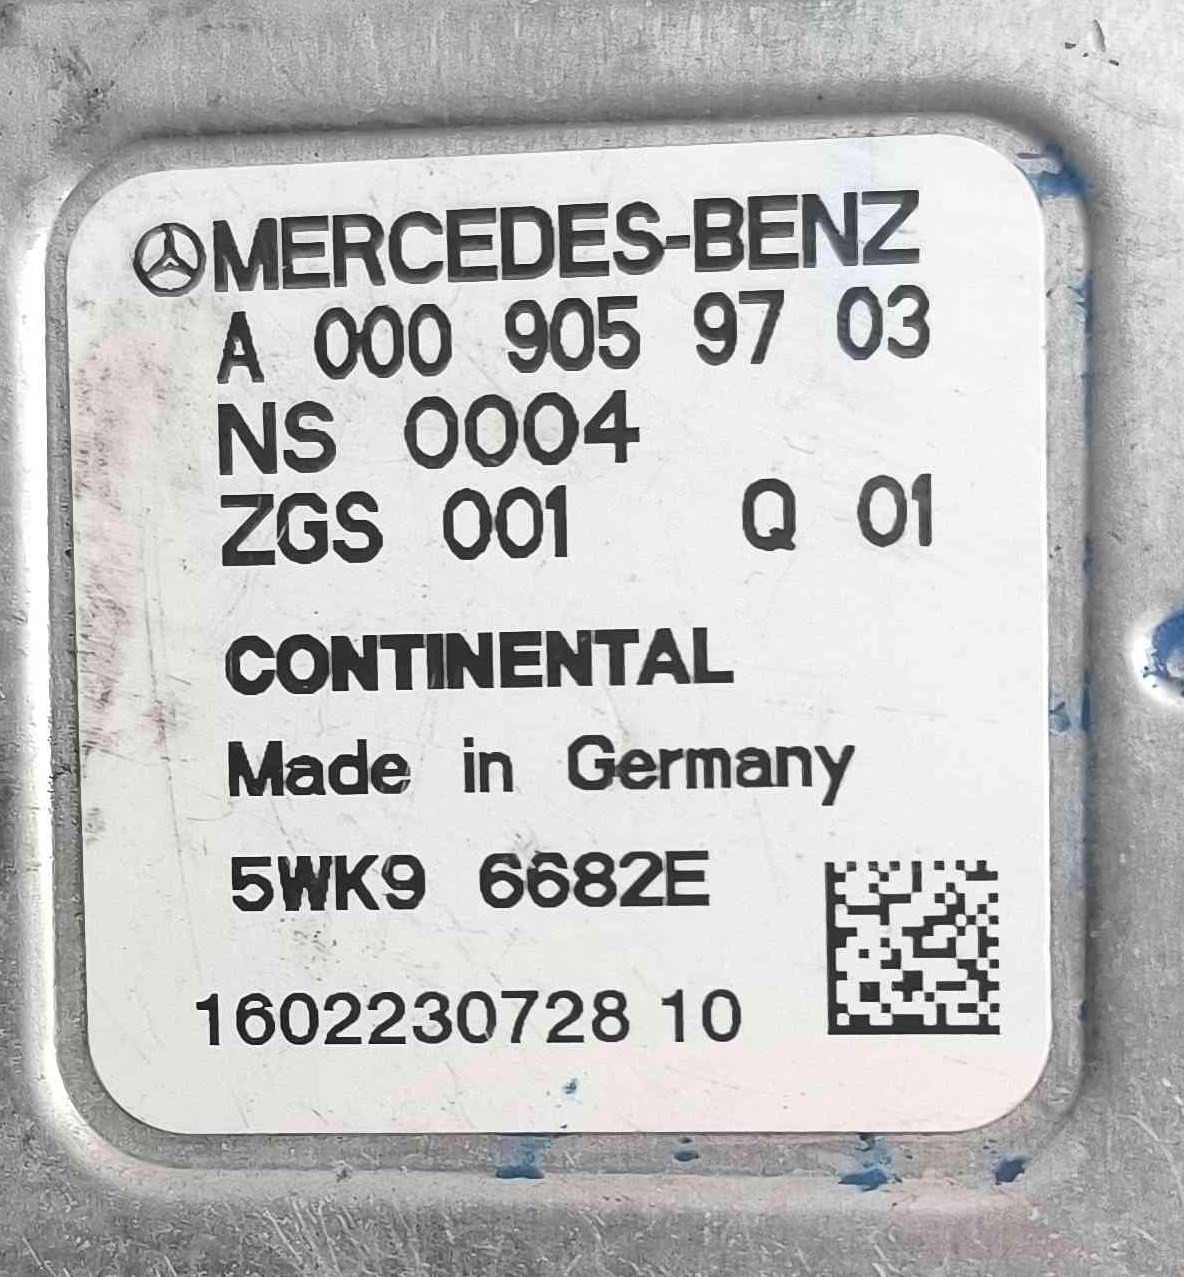 MERCEDES-BENZ
A 000 905 97 03
NS 0004
ZGS 001 Q 01
CONTINENTAL
Made in Germany
5WK9 6682E
1602230728 10